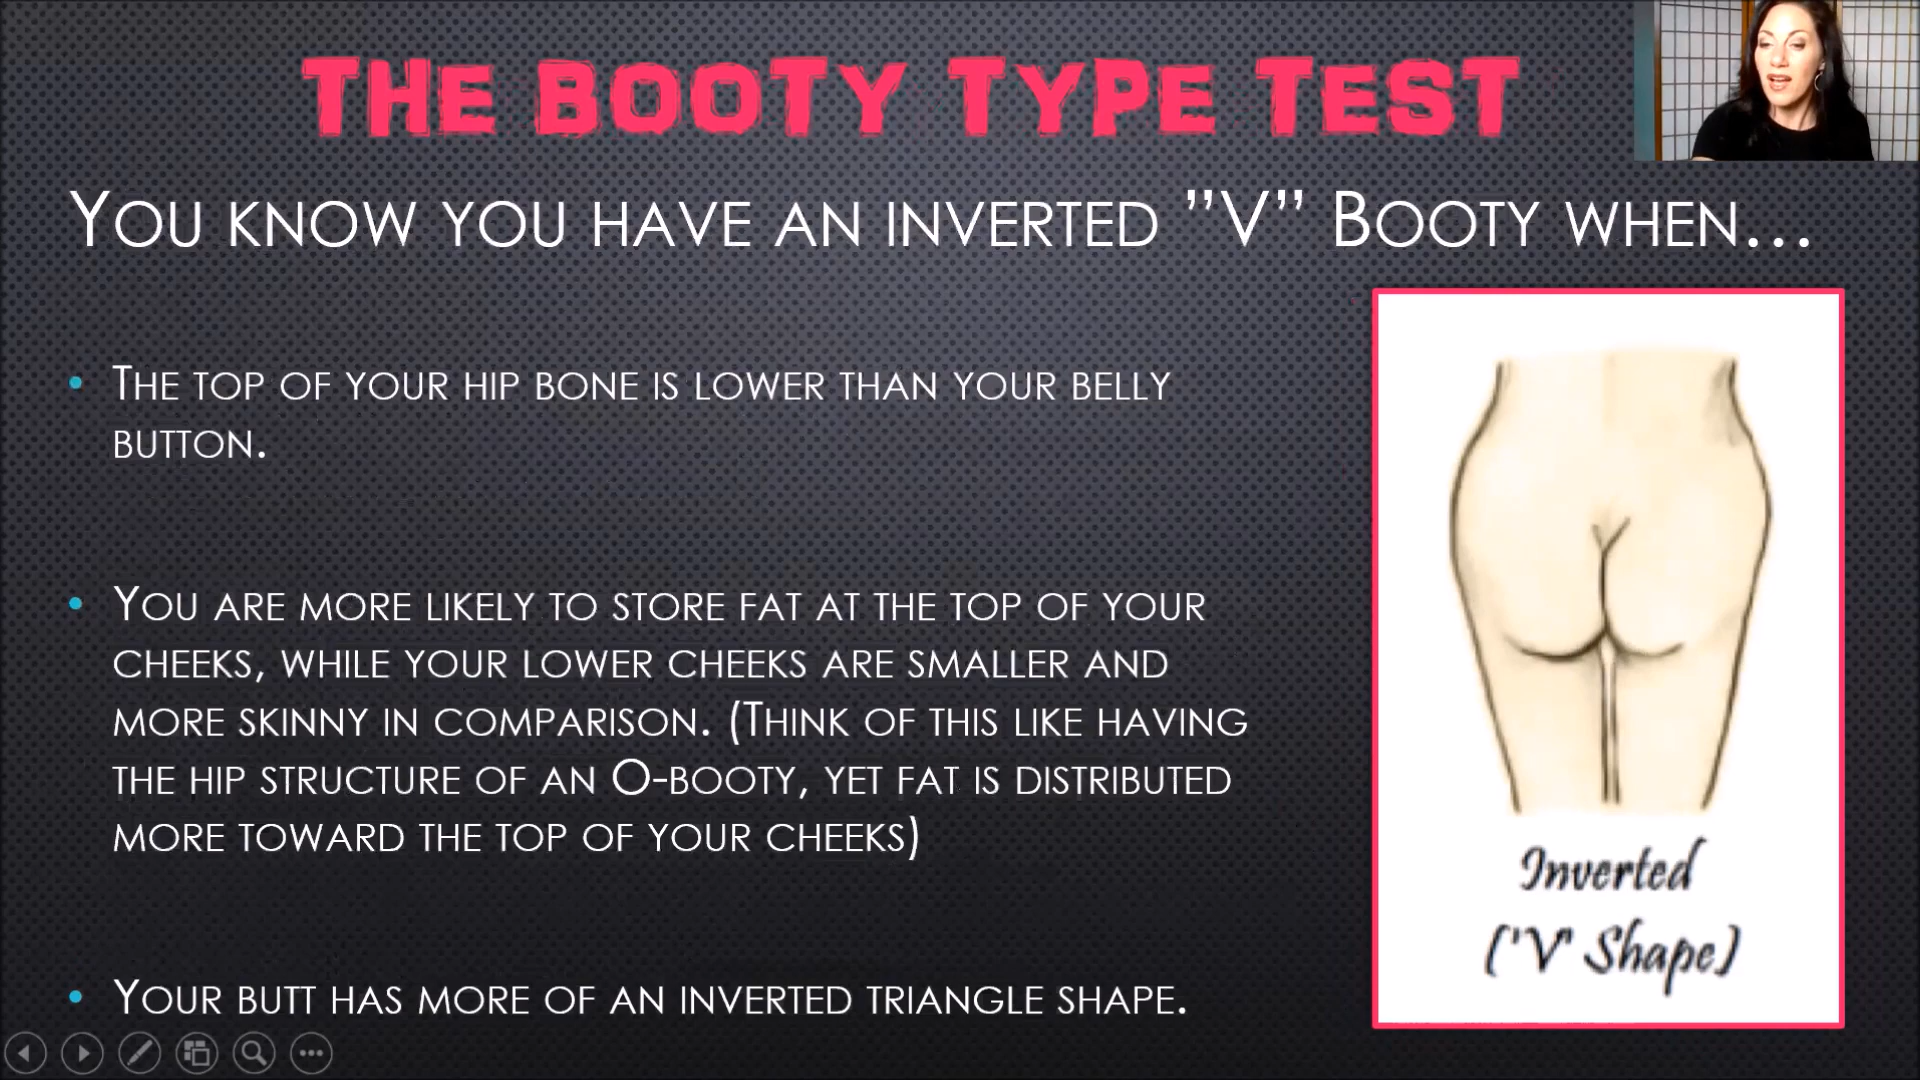 THE BOOTY TYPE TEST
YOU KNOW YOU HAVE AN INVERTED ”V” BOOTY WHEN…
• THE TOP OF YOUR HIP BONE IS LOWER THAN YOUR BELLY
BUTTON.
• YOU ARE MORE LIKELY TO STORE FAT AT THE TOP OF YOUR
CHEEKS, WHILE YOUR LOWER CHEEKS ARE SMALLER AND
MORE SKINNY IN COMPARISON. (THINK OF THIS LIKE HAVING
THE HIP STRUCTURE OF AN O-BOOTY, YET FAT IS DISTRIBUTED
MORE TOWARD THE TOP OF YOUR CHEEKS)
• YOUR BUTT HAS MORE OF AN INVERTED TRIANGLE SHAPE.
Inverted
('V' Shape)